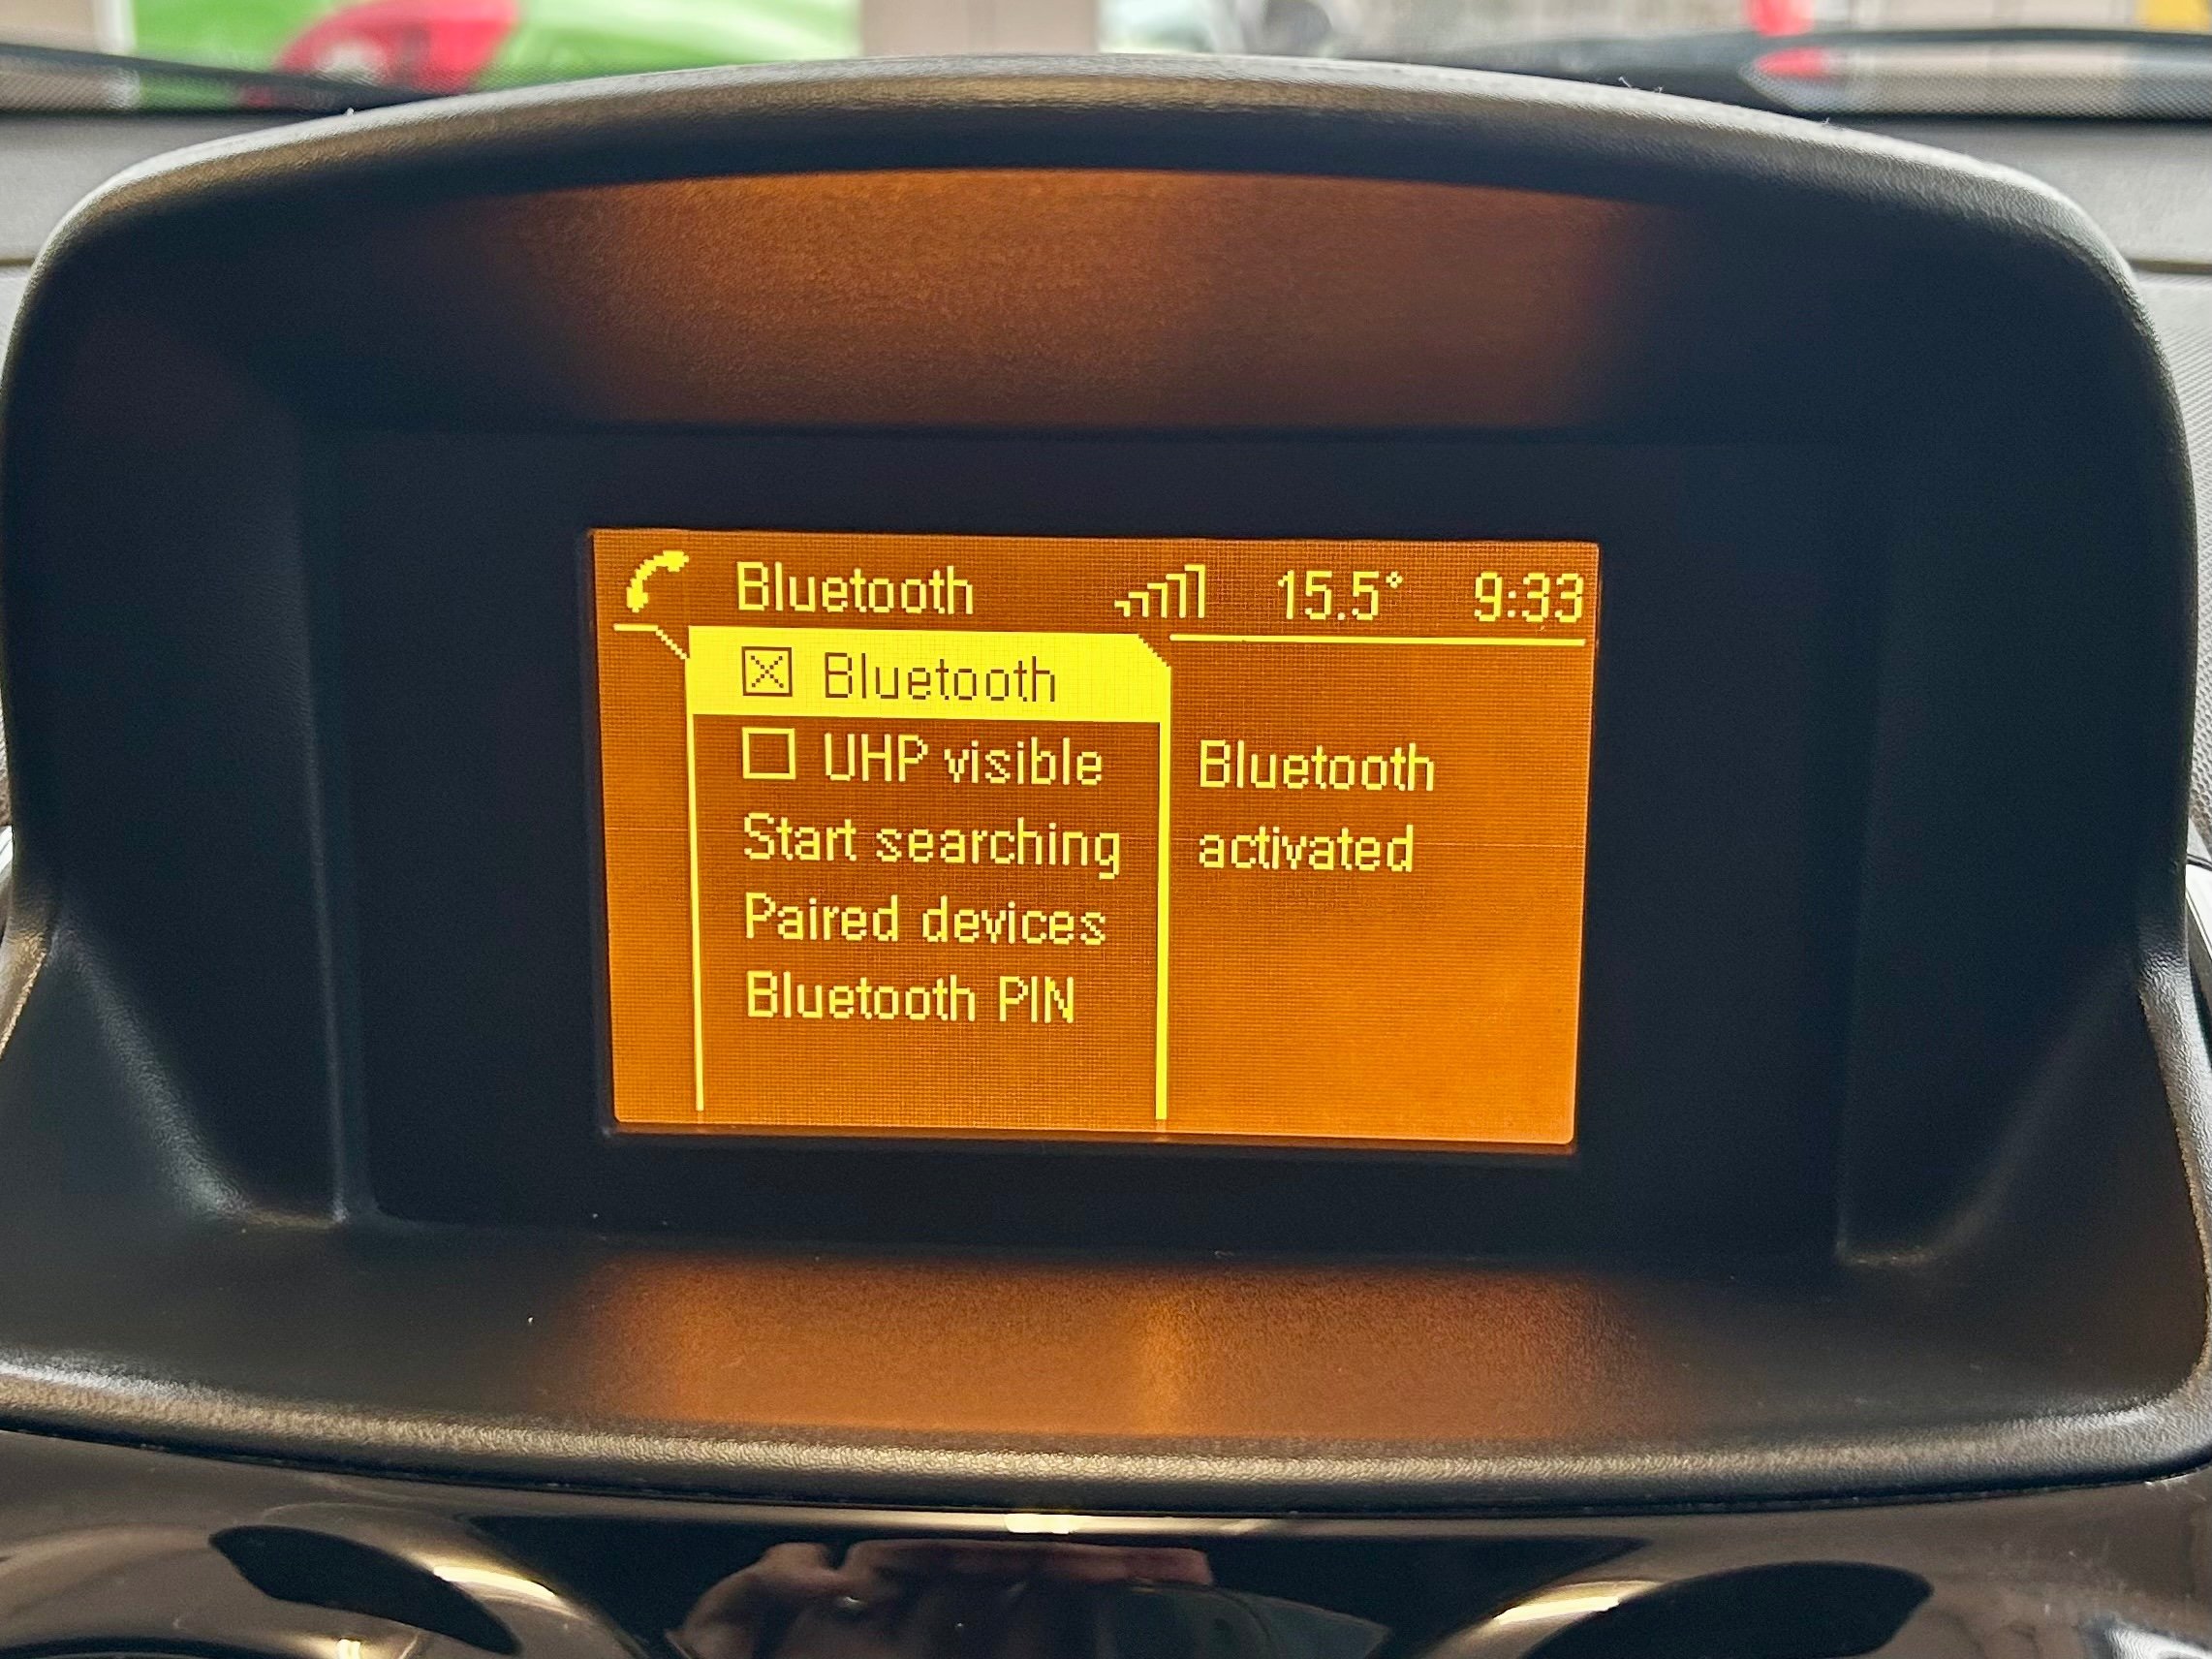 Bluetooth 15.5° 9:33
Bluetooth
UHP visible
Start searching
Paired devices
Bluetooth PIN
Bluetooth
activated